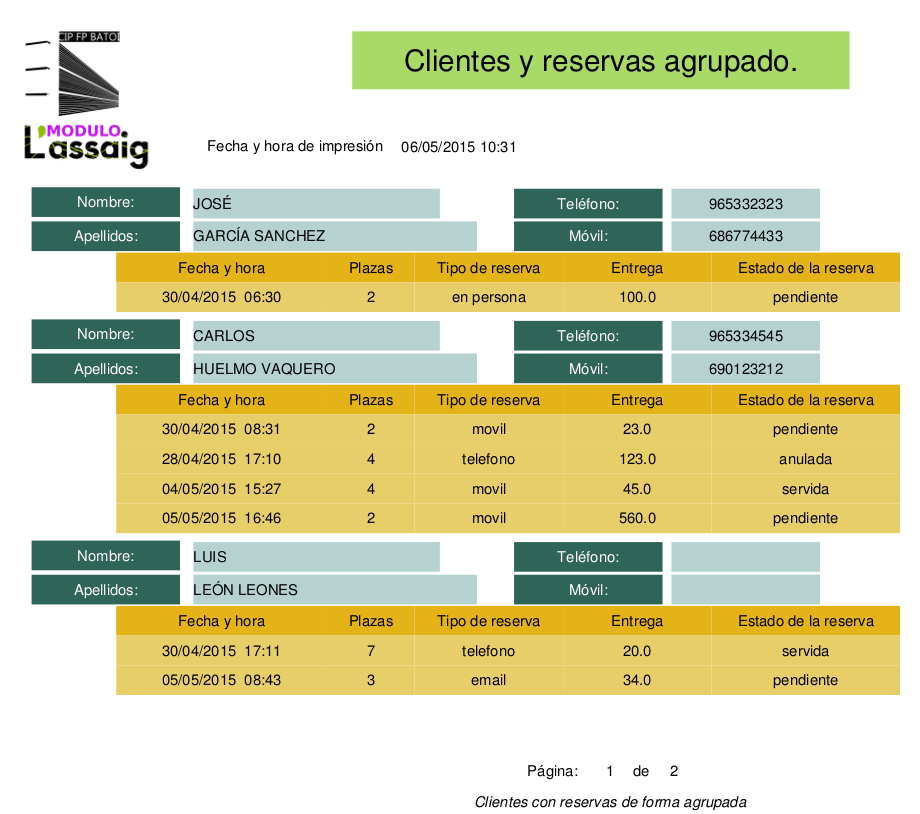 CIP FP BATOI
Clientes y reservas agrupado.
MODULO
L'assaig
Fecha y hora de impresión 06/05/2015 10:31
Nombre: JOSÉ Teléfono: 965332323
Apellidos: GARCÍA SANCHEZ Móvil: 686774433
Fecha y hora Plazas Tipo de reserva Entrega Estado de la reserva
30/04/2015 06:30 2 en persona 100.0 pendiente
Nombre: CARLOS Teléfono: 965334545
Apellidos: HUELMO VAQUERO Móvil: 690123212
Fecha y hora Plazas Tipo de reserva Entrega Estado de la reserva
30/04/2015 08:31 2 movil 23.0 pendiente
28/04/2015 17:10 4 telefono 123.0 anulada
04/05/2015 15:27 4 movil 45.0 servida
05/05/2015 16:46 2 movil 560.0 pendiente
Nombre: LUIS Teléfono:
Apellidos: LEÓN LEONES Móvil:
Fecha y hora Plazas Tipo de reserva Entrega Estado de la reserva
30/04/2015 17:11 7 telefono 20.0 servida
05/05/2015 08:43 3 email 34.0 pendiente
Página: 1 de 2
Clientes con reservas de forma agrupada